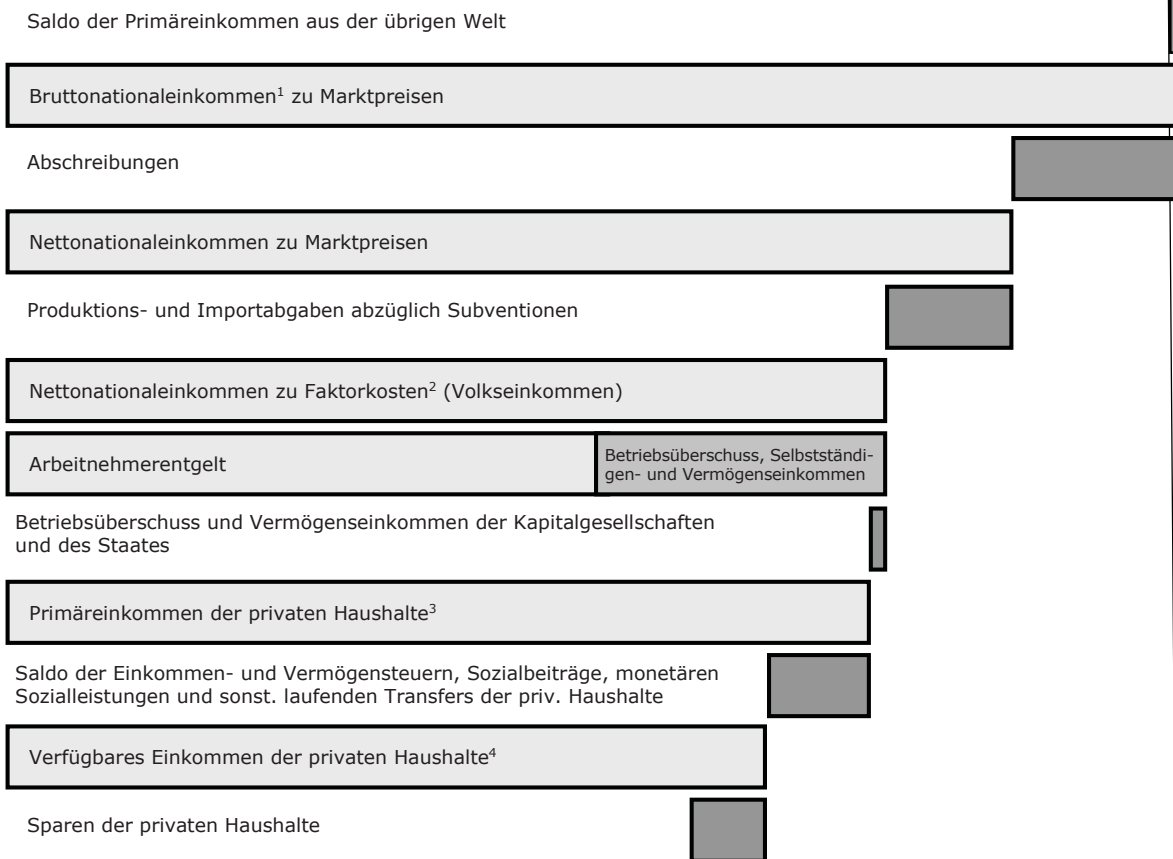 Saldo der Primäreinkommen aus der übrigen Welt
Bruttonationaleinkommen¹ zu Marktpreisen
Abschreibungen
Nettonationaleinkommen zu Marktpreisen
Produktions- und Importabgaben abzüglich Subventionen
Nettonationaleinkommen zu Faktorkosten² (Volkseinkommen)
Arbeitnehmerentgelt
Betriebsüberschuss, Selbstständi-
gen- und Vermögenseinkommen
Betriebsüberschuss und Vermögenseinkommen der Kapitalgesellschaften
und des Staates
Primäreinkommen der privaten Haushalte³
Saldo der Einkommen- und Vermögensteuern, Sozialbeiträge, monetären
Sozialleistungen und sonst. laufenden Transfers der priv. Haushalte
Verfügbares Einkommen der privaten Haushalte⁴
Sparen der privaten Haushalte